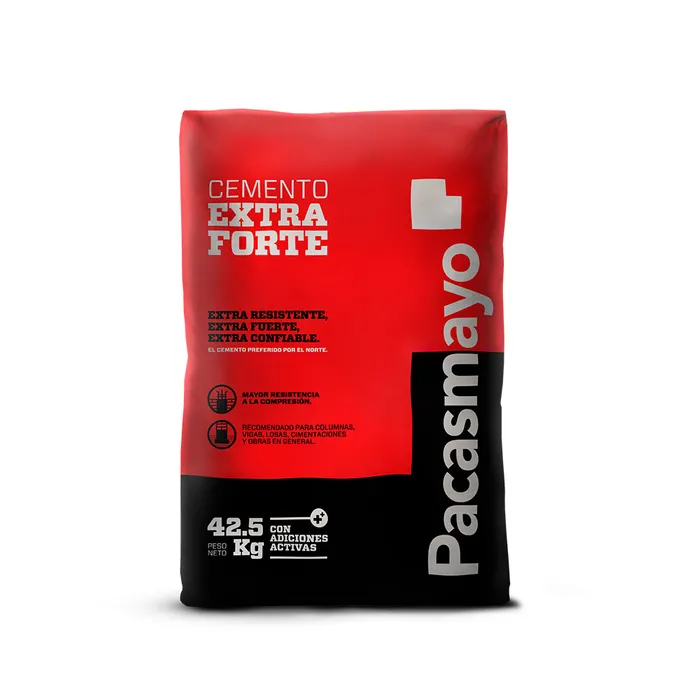 CEMENTO
EXTRA
FORTE
EXTRA RESISTENTE,
EXTRA FUERTE,
EXTRA CONFIABLE.
EL CEMENTO PREFERIDO POR EL NORTE.
MAYOR RESISTENCIA
A LA COMPRESIÓN.
RECOMENDADO PARA COLUMNAS,
VIGAS, LOSAS, CIMENTACIONES
Y OBRAS EN GENERAL.
42.5
PESO
NETO
Kg
CON
ADICIONES
ACTIVAS
Pacasmayo